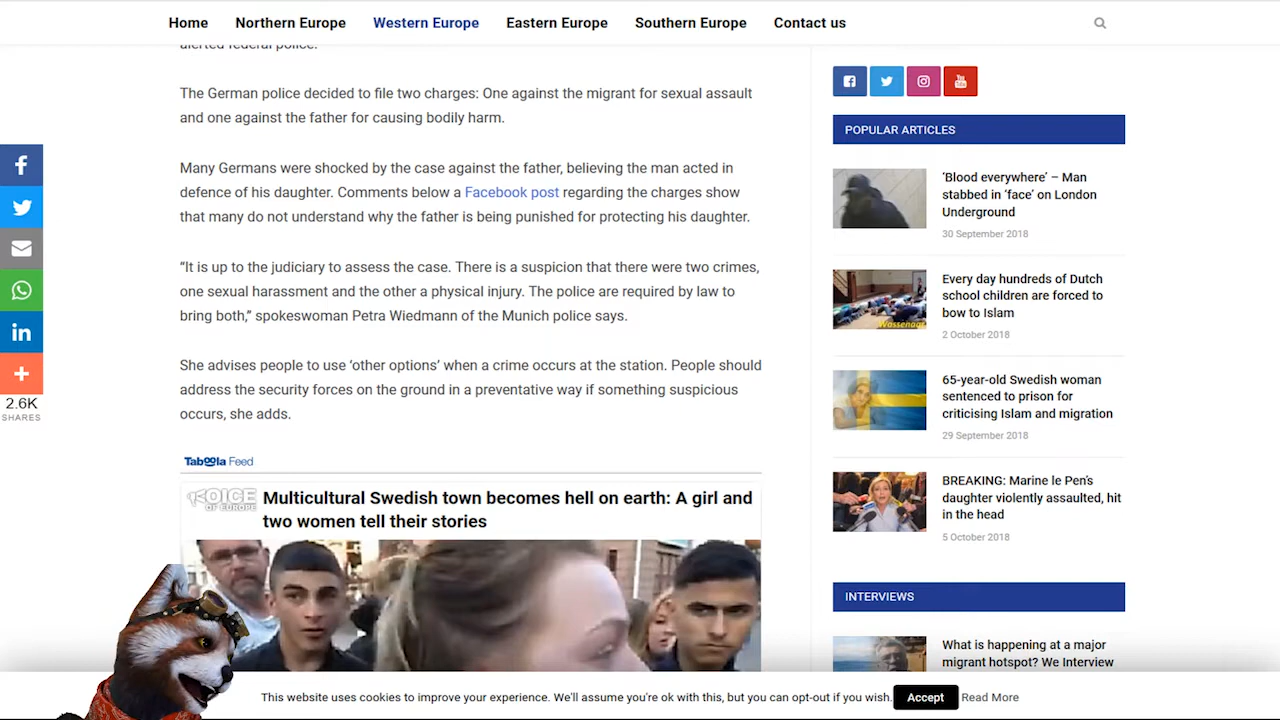 Home Northern Europe Western Europe Eastern Europe Southern Europe Contact us
alerted federal police.
The German police decided to file two charges: One against the migrant for sexual assault
and one against the father for causing bodily harm.
Many Germans were shocked by the case against the father, believing the man acted in
defence of his daughter. Comments below a Facebook post regarding the charges show
that many do not understand why the father is being punished for protecting his daughter.
“It is up to the judiciary to assess the case. There is a suspicion that there were two crimes,
one sexual harassment and the other a physical injury. The police are required by law to
bring both,” spokeswoman Petra Wiedmann of the Munich police says.
She advises people to use ‘other options’ when a crime occurs at the station. People should
address the security forces on the ground in a preventative way if something suspicious
occurs, she adds.
2.6K
SHARES
Taboola Feed
VOICE
OF EUROPE
Multicultural Swedish town becomes hell on earth: A girl and
two women tell their stories
You
Tube
POPULAR ARTICLES
‘Blood everywhere’ – Man
stabbed in ‘face’ on London
Underground
30 September 2018
Every day hundreds of Dutch
school children are forced to
bow to Islam
2 October 2018
Wassenaar
65-year-old Swedish woman
sentenced to prison for
criticising Islam and migration
29 September 2018
BREAKING: Marine le Pen’s
daughter violently assaulted, hit
in the head
5 October 2018
INTERVIEWS
What is happening at a major
migrant hotspot? We Interview
This website uses cookies to improve your experience. We'll assume you're ok with this, but you can opt-out if you wish. Accept Read More